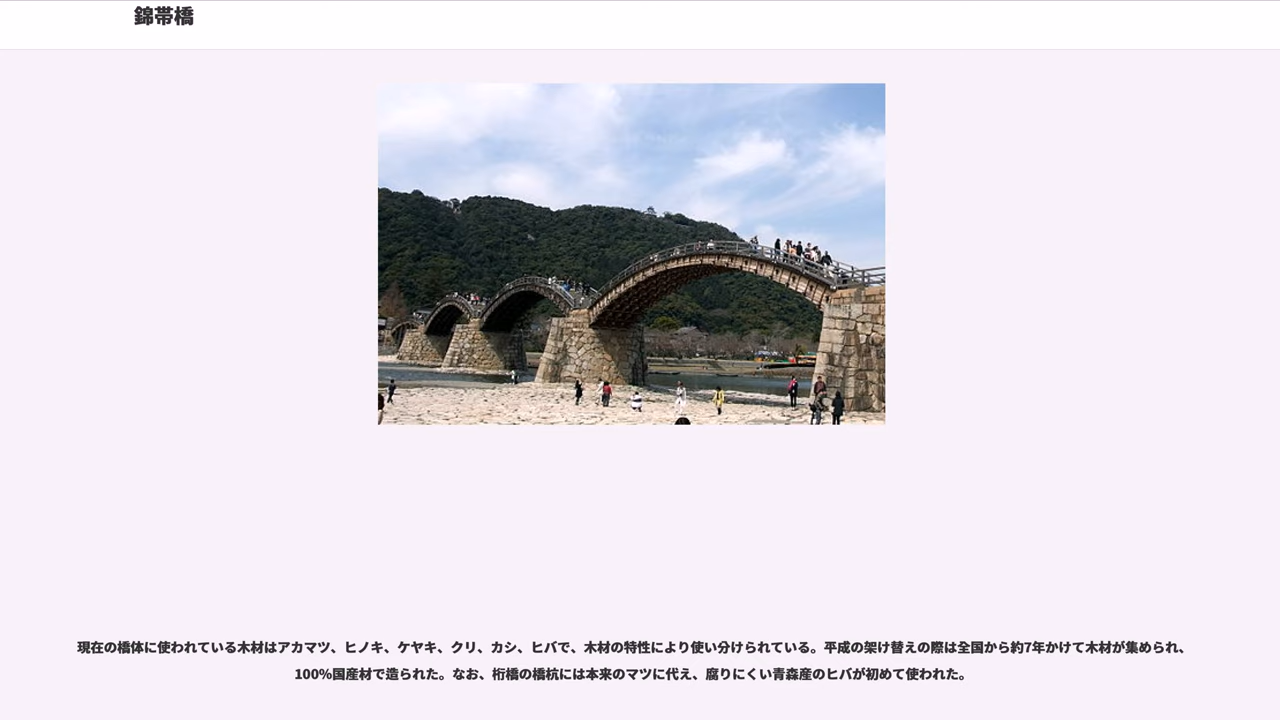 錦帯橋
現在の橋体に使われている木材はアカマツ、ヒノキ、ケヤキ、クリ、カシ、ヒバで、木材の特性により使い分けられている。平成の架け替えの際は全国から約7年かけて木材が集められ、
100%国産材で造られた。なお、桁橋の橋杭には本来のマツに代え、腐りにくい青森産のヒバが初めて使われた。